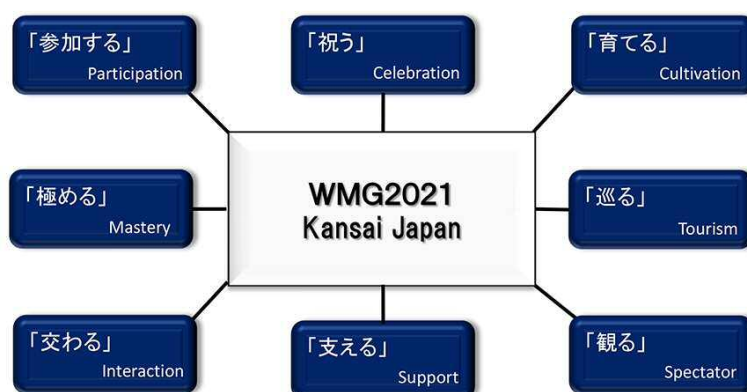 「参加する」
Participation
「祝う」
Celebration
「育てる」
Cultivation
「極める」
Mastery
WMG2021
Kansai Japan
「巡る」
Tourism
「交わる」
Interaction
「支える」
Support
「観る」
Spectator